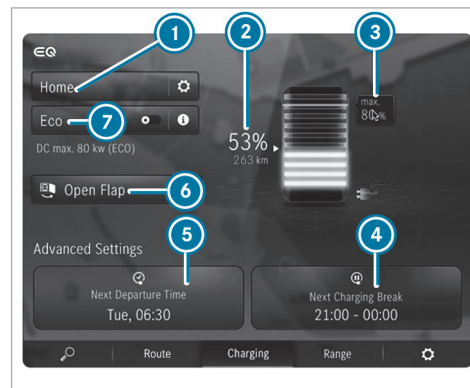 1
2
3
EQ
Home
max.
80 %
Eco
7
53%
263 km
DC max. 80 kw (ECO)
Open Flap
6
5
4
Advanced Settings
Next Departure Time
Tue, 06:30
Next Charging Break
21:00 - 00:00
Route
Charging
Range